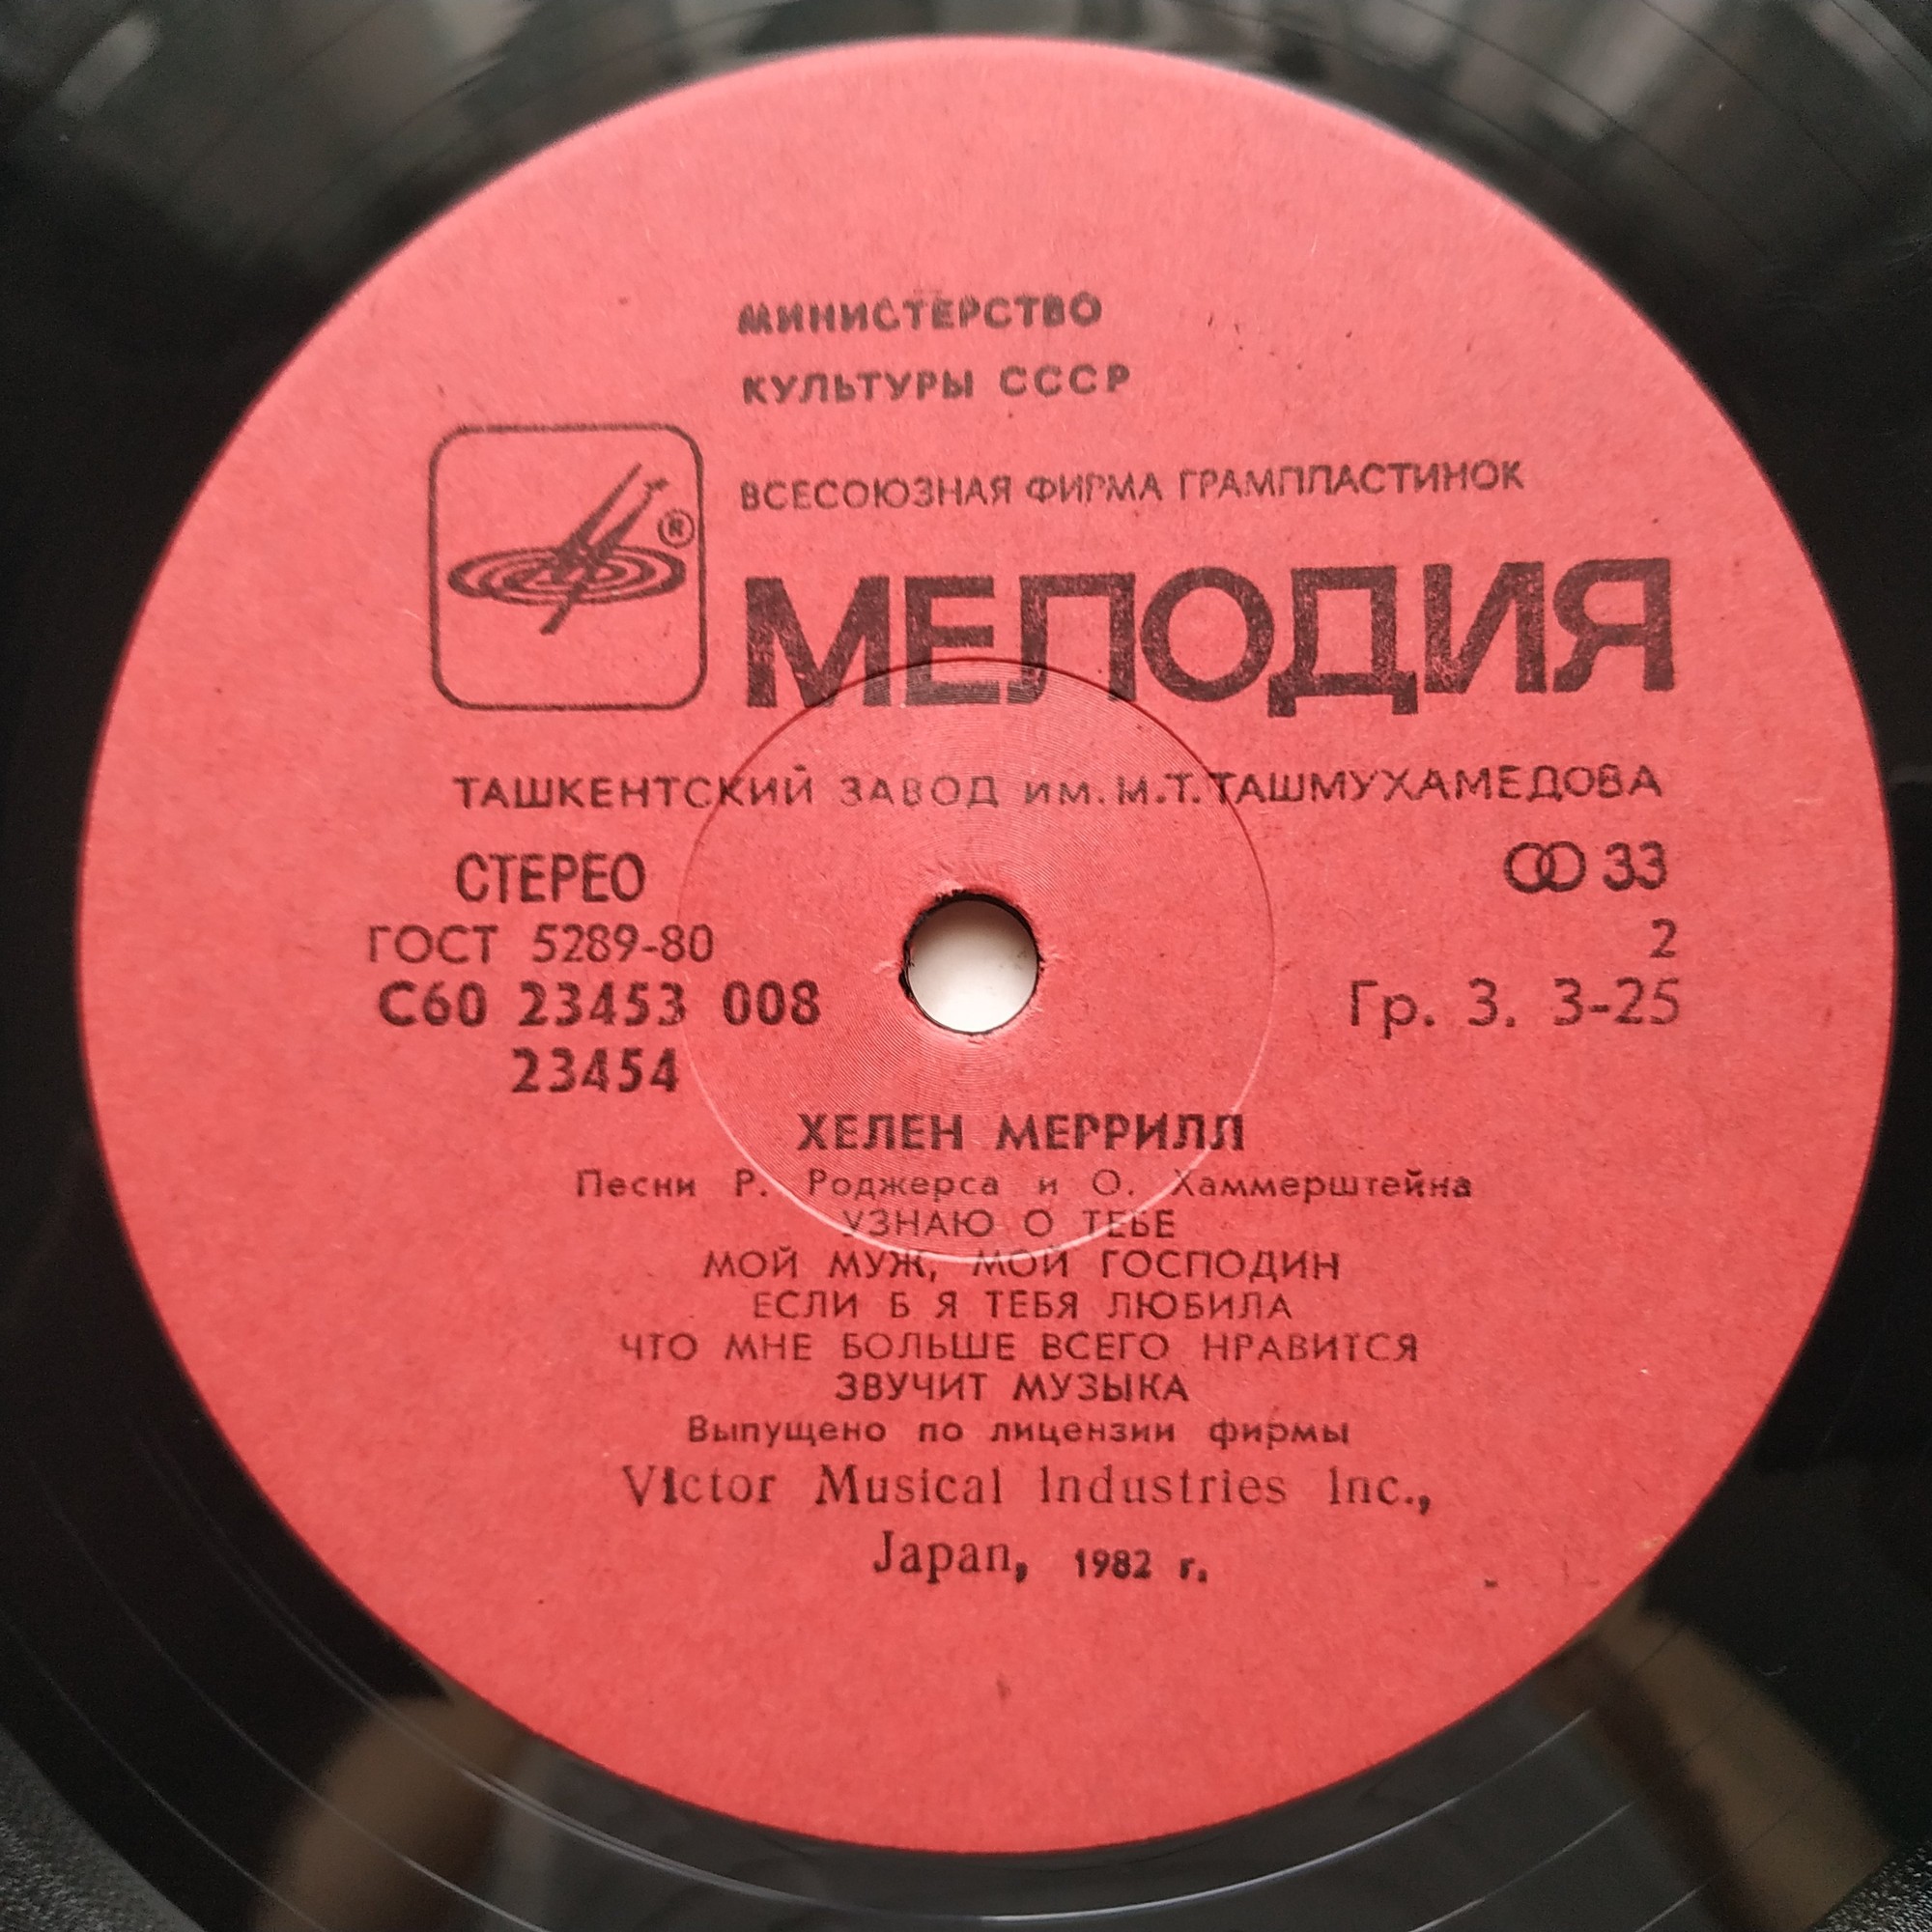 МИНИСТЕРСТВО
КУЛЬТУРЫ СССР
ВСЕСОЮЗНАЯ ФИРМА ГРАМПЛАСТИНОК
®
МЕЛОДИЯ
ТАШКЕНТСКИЙ ЗАВОД ИМ. М.Т. ТАШМУХАМЕДОВА
СТЕРЕО 33
ГОСТ 5289-80 2
С60 23453 008 Гр. 3. 3-25
23454
ХЕЛЕН МЕРРИЛЛ
Песни Р. Роджерса и О. Хаммерштейна
УЗНАЮ О ТЕБЕ
МОЙ МУЖ, МОЙ ГОСПОДИН
ЕСЛИ Б Я ТЕБЯ ЛЮБИЛА
ЧТО МНЕ БОЛЬШЕ ВСЕГО НРАВИТСЯ
ЗВУЧИТ МУЗЫКА
Выпущено по лицензии фирмы
Victor Musical Industries Inc.,
Japan, 1982 г.